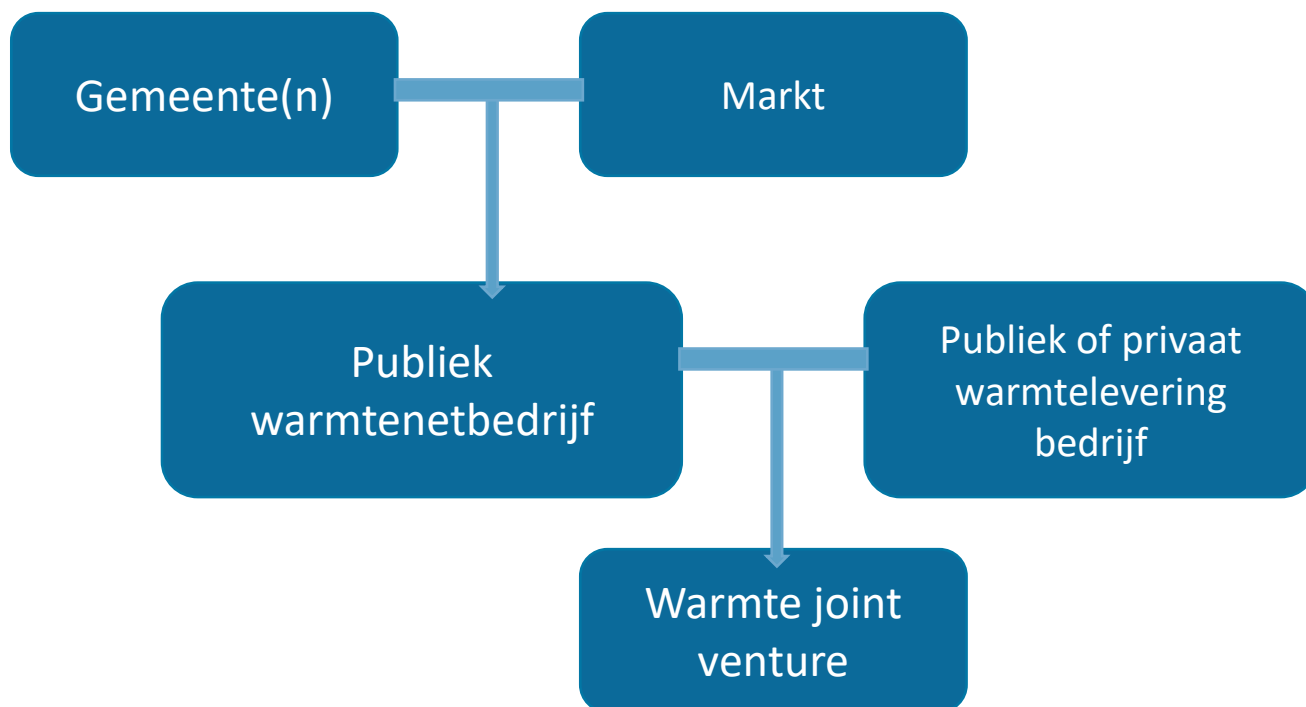 Gemeente(n)
Markt
Publiek
warmtenetbedrijf
Publiek of privaat
warmtelevering
bedrijf
Warmte joint
venture